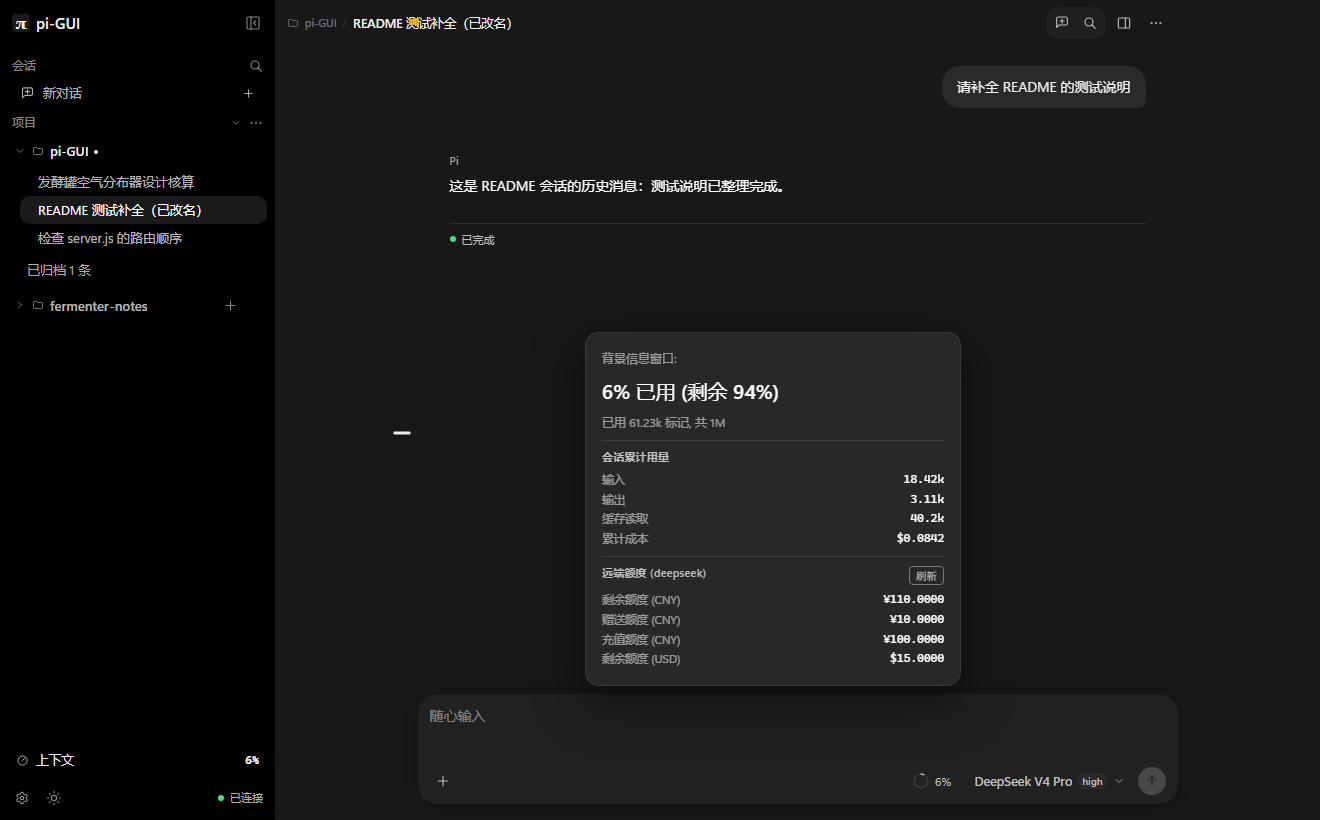 π pi-GUI
会话
新对话
项目
pi-GUI
发酵罐空气分布器设计核算
README 测试补全（已改名）
检查 server.js 的路由顺序
已归档 1 条
fermenter-notes
上下文 6%
已连接
pi-GUI / README 测试补全（已改名）
请补全 README 的测试说明
Pi
这是 README 会话的历史消息：测试说明已整理完成。
已完成
背景信息窗口:
6% 已用 (剩余 94%)
已用 61.23k 标记, 共 1M
会话累计用量
输入 18.42k
输出 3.11k
缓存读取 40.2k
累计成本 $0.0842
远端额度 (deepseek) 刷新
剩余额度 (CNY) ¥110.0000
赠送额度 (CNY) ¥10.0000
充值额度 (CNY) ¥100.0000
剩余额度 (USD) $15.0000
随心输入
6% DeepSeek V4 Pro high